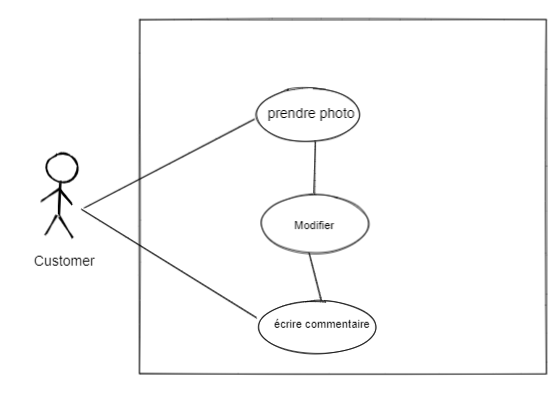 prendre photo
Modifier
Customer
écrire commentaire